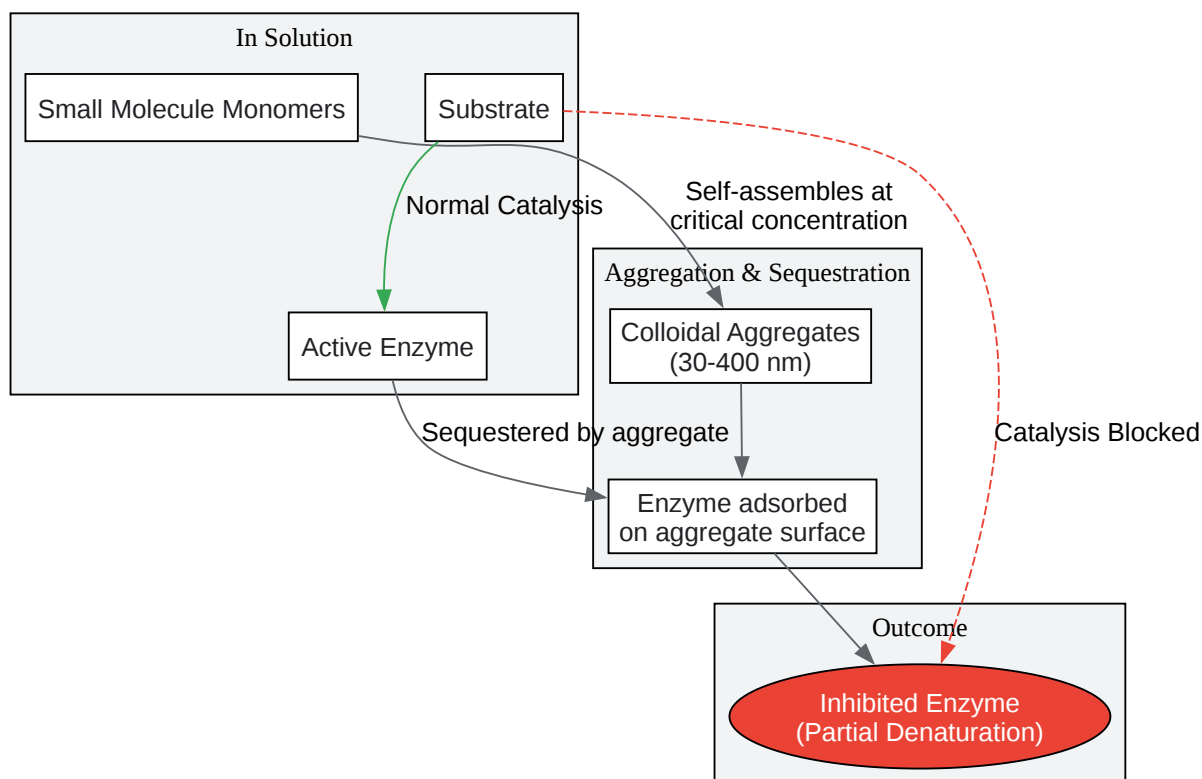 In Solution
Small Molecule Monomers
Substrate
Normal Catalysis
Self-assembles at
critical concentration
Aggregation & Sequestration
Active Enzyme
Colloidal Aggregates
(30-400 nm)
Sequestered by aggregate
Catalysis Blocked
Enzyme adsorbed
on aggregate surface
Outcome
Inhibited Enzyme
(Partial Denaturation)